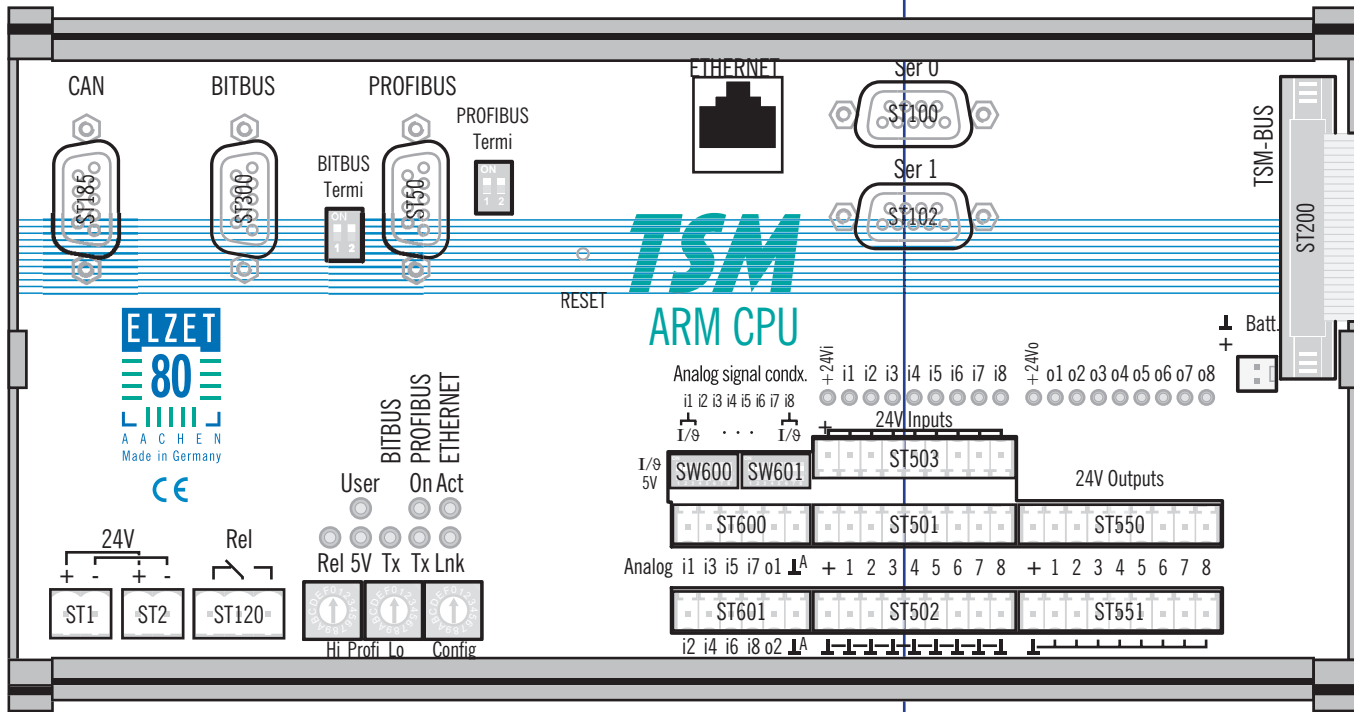 CAN BITBUS PROFIBUS ETHERNET Ser 0
PROFIBUS
Termi
BITBUS
Termi
ST185 ST300 ST50 ST100
ON
1 2
ON
1 2
Ser 1
ST102
TSM-BUS
ST200
TSM
ARM CPU
RESET
ELZET
80
AACHEN
Made in Germany
CE
Batt.
+
Analog signal condx.
i1 i2 i3 i4 i5 i6 i7 i8
I/ϑ · · · I/ϑ
+24Vi i1 i2 i3 i4 i5 i6 i7 i8
+24Vo o1 o2 o3 o4 o5 o6 o7 o8
+ 24V Inputs
I/ϑ
5V
SW600 SW601 ST503
24V Outputs
ST600 ST501 ST550
Analog i1 i3 i5 i7 o1 A + 1 2 3 4 5 6 7 8 + 1 2 3 4 5 6 7 8
ST601 ST502 ST551
i2 i4 i6 i8 o2 A
BITBUS PROFIBUS ETHERNET
User On Act
Rel 5V Tx Tx Lnk
Hi Profi Lo Config
24V Rel
+ - + -
ST1 ST2 ST120